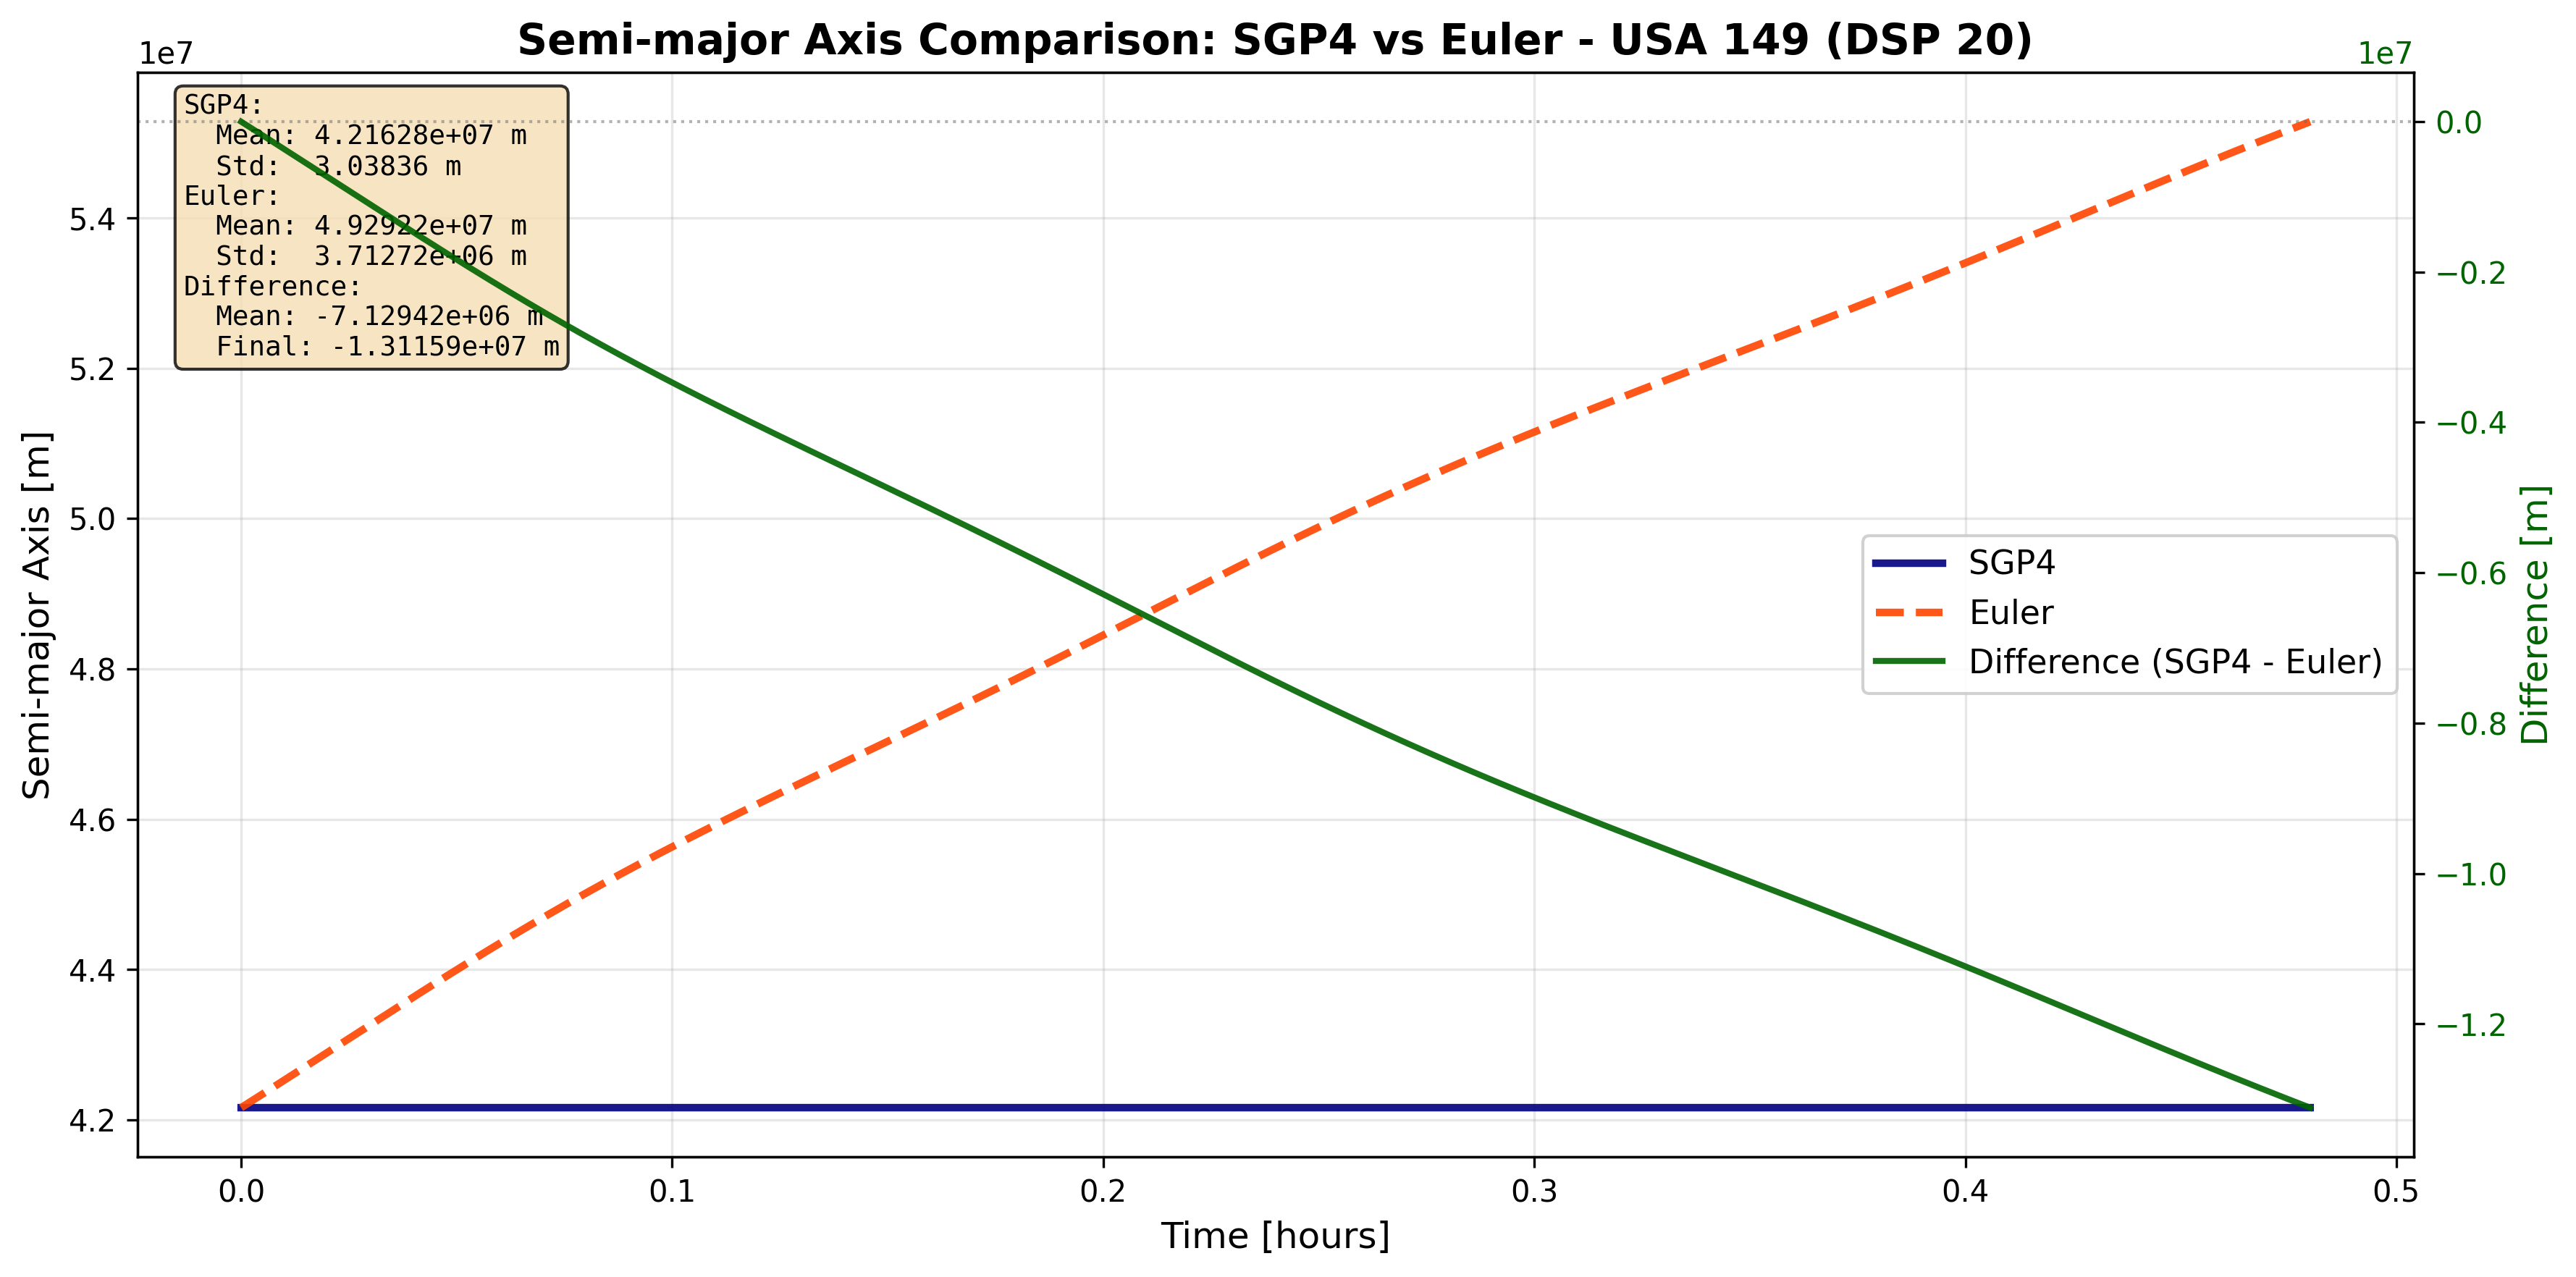 Semi-major Axis Comparison: SGP4 vs Euler - USA 149 (DSP 20)
1e7
1e7
SGP4:
Mean: 4.21628e+07 m
Std: 3.03836 m
Euler:
Mean: 4.92922e+07 m
Std: 3.71272e+06 m
Difference:
Mean: -7.12942e+06 m
Final: -1.31159e+07 m
Semi-major Axis [m]
5.4
5.2
5.0
4.8
4.6
4.4
4.2
SGP4
Euler
Difference (SGP4 - Euler)
0.0
−0.2
−0.4
−0.6
−0.8
−1.0
−1.2
Difference [m]
0.0
0.1
0.2
0.3
0.4
0.5
Time [hours]